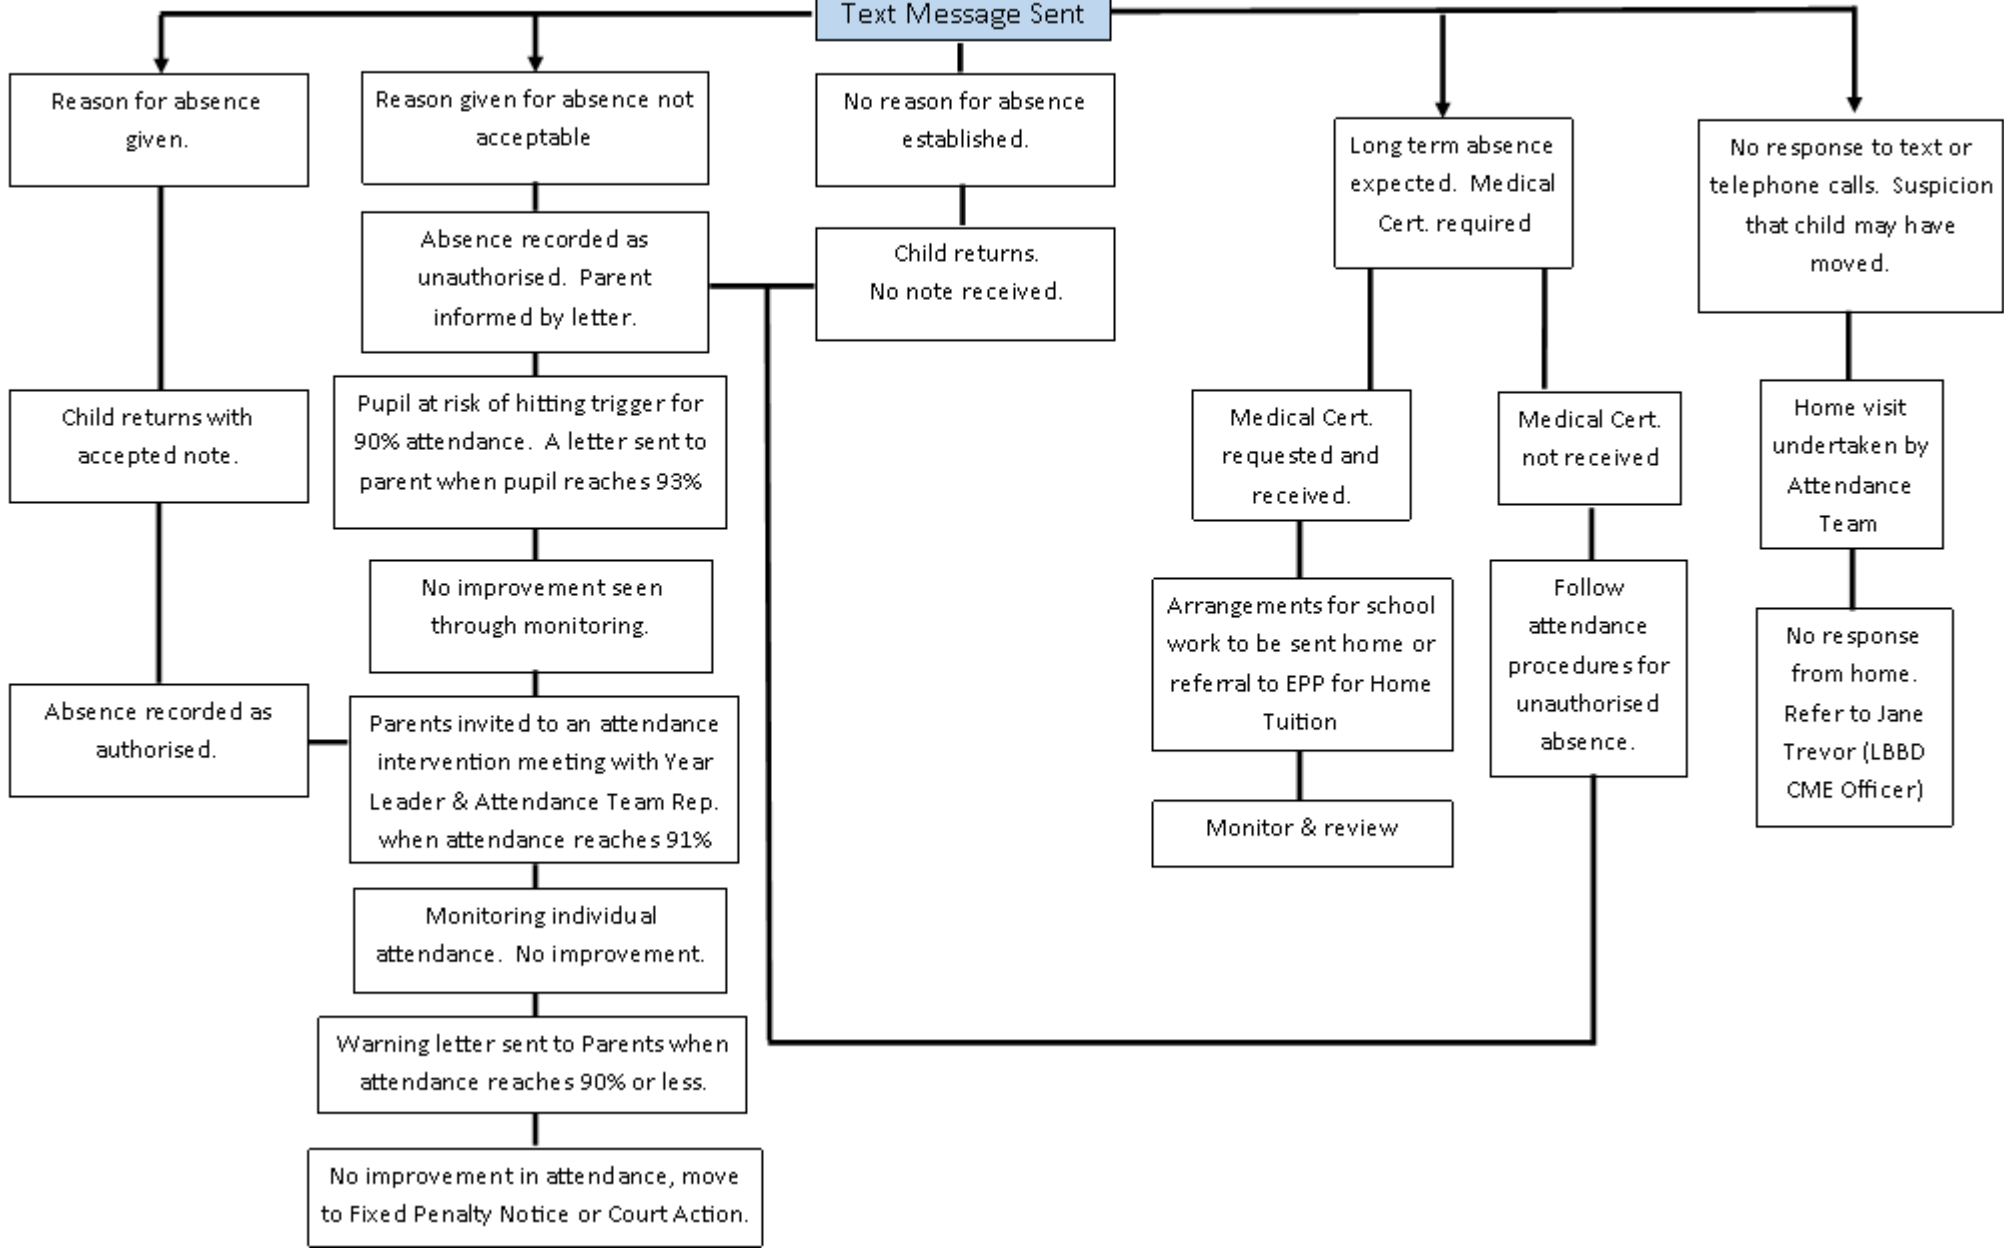 Text Message Sent
Reason for absence
given.
Reason given for absence not
acceptable
No reason for absence
established.
Long term absence
expected. Medical
Cert. required
No response to text or
telephone calls. Suspicion
that child may have
moved.
Absence recorded as
unauthorised. Parent
informed by letter.
Child returns.
No note received.
Child returns with
accepted note.
Pupil at risk of hitting trigger for
90% attendance. A letter sent to
parent when pupil reaches 93%
Medical Cert.
requested and
received.
Medical Cert.
not received
Home visit
undertaken by
Attendance
Team
No improvement seen
through monitoring.
Arrangements for school
work to be sent home or
referral to EPP for Home
Tuition
Follow
attendance
procedures for
unauthorised
absence.
No response
from home.
Refer to Jane
Trevor (LBBD
CME Officer)
Absence recorded as
authorised.
Parents invited to an attendance
intervention meeting with Year
Leader & Attendance Team Rep.
when attendance reaches 91%
Monitor & review
Monitoring individual
attendance. No improvement.
Warning letter sent to Parents when
attendance reaches 90% or less.
No improvement in attendance, move
to Fixed Penalty Notice or Court Action.